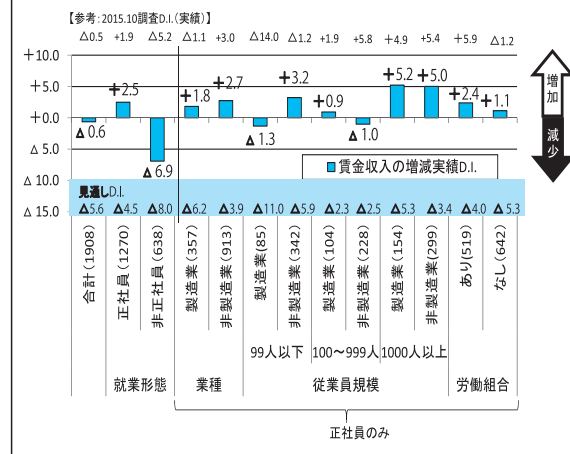 【参考：2015.10調査D.I.（実績）】
△0.5 +1.9 △5.2 △1.1 +3.0 △14.0 △1.2 +1.9 +5.8 +4.9 +5.4 +5.9 △1.2
+10.0
+5.0
+0.0
△ 5.0
△ 10.0
△ 15.0
△ 0.6 +2.5 △ 6.9 +1.8 +2.7 △ 1.3 +3.2 +0.9 △ 1.0 +5.2 +5.0 +2.4 +1.1
増加
減少
賃金収入の増減実績D.I.
見通しD.I.
△5.6 △4.5 △8.0 △6.2 △3.9 △11.0 △5.9 △2.3 △2.5 △5.3 △3.4 △4.0 △ 5.3
合計（1908）
正社員（1270）
非正社員（638）
製造業（357）
非製造業（913）
製造業（85）
非製造業（342）
製造業（104）
非製造業（228）
製造業（154）
非製造業（299）
あり（519）
なし（642）
99人以下 100～999人 1000人以上
就業形態 業種 従業員規模 労働組合
正社員のみ